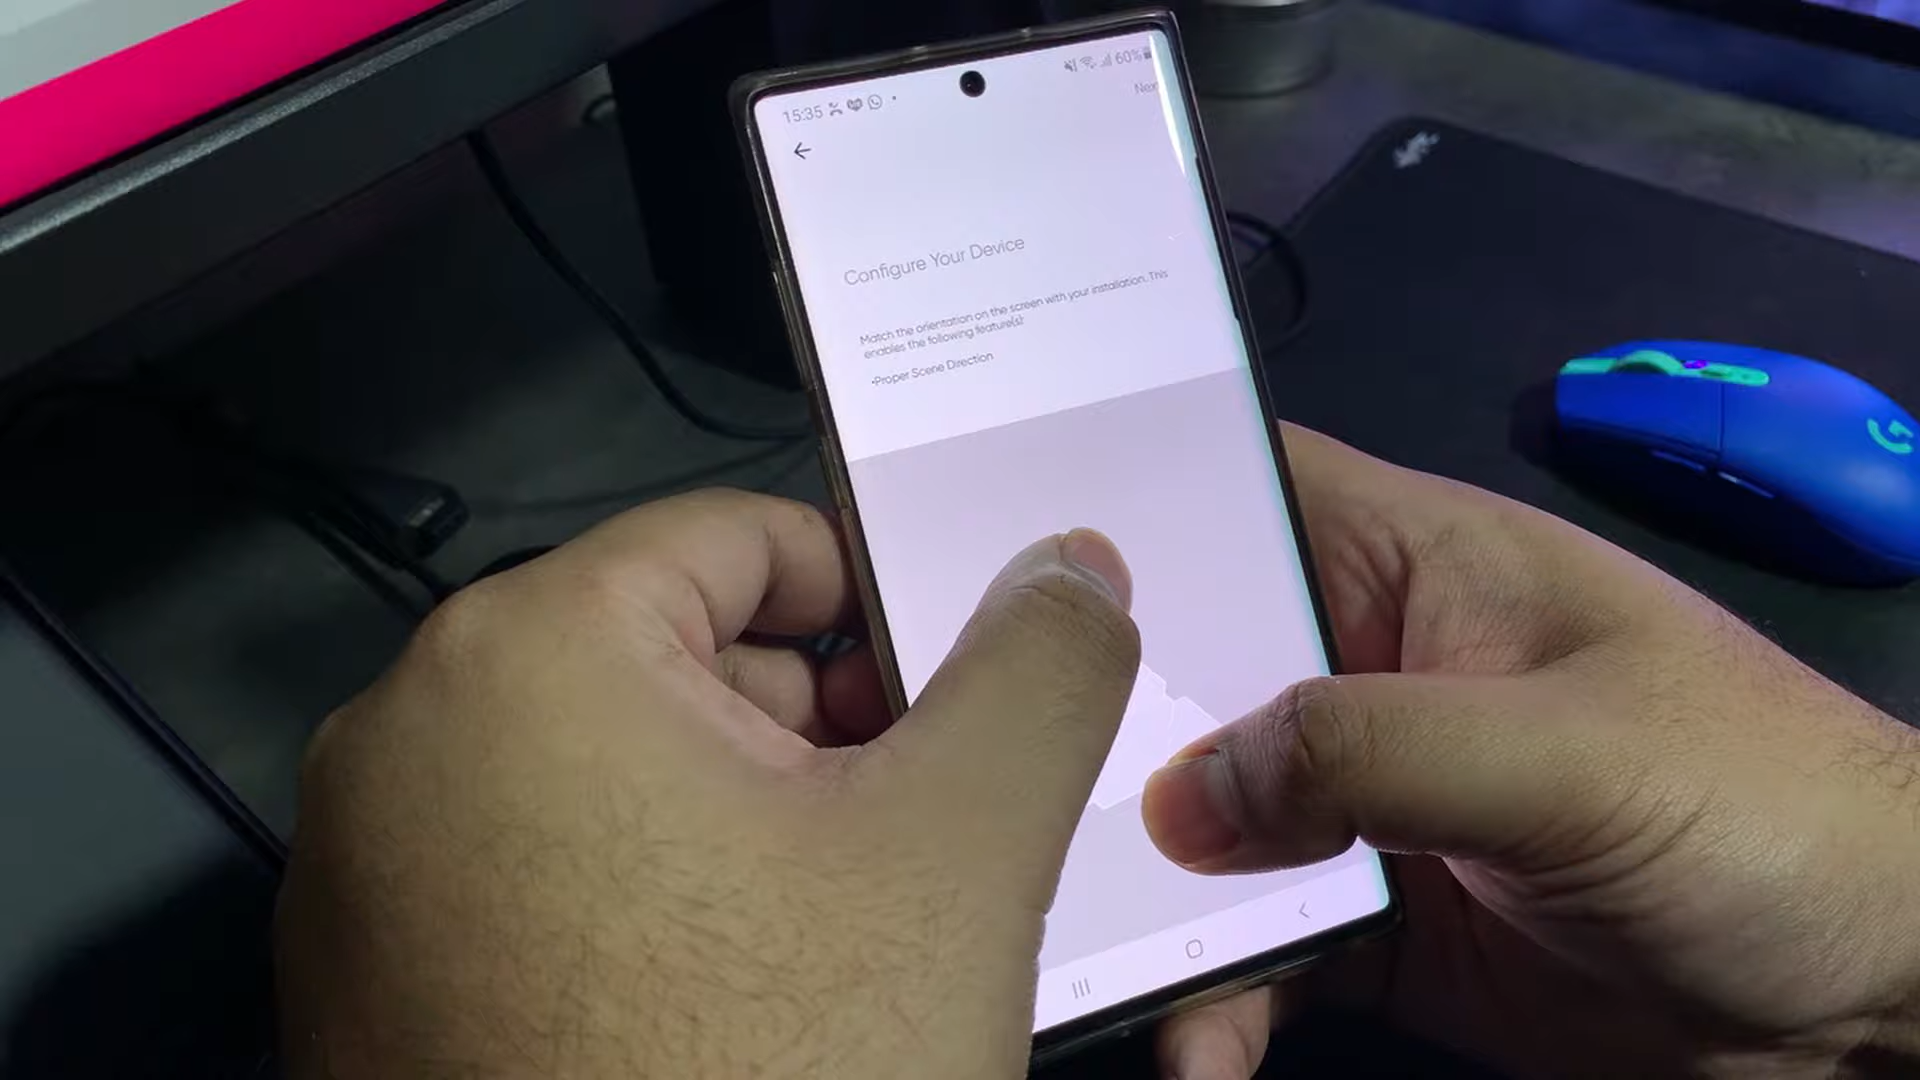 15:35
60%
Next
Configure Your Device
Match the orientation on the screen with your installation. This
enables the following feature(s):
•Proper Scene Direction